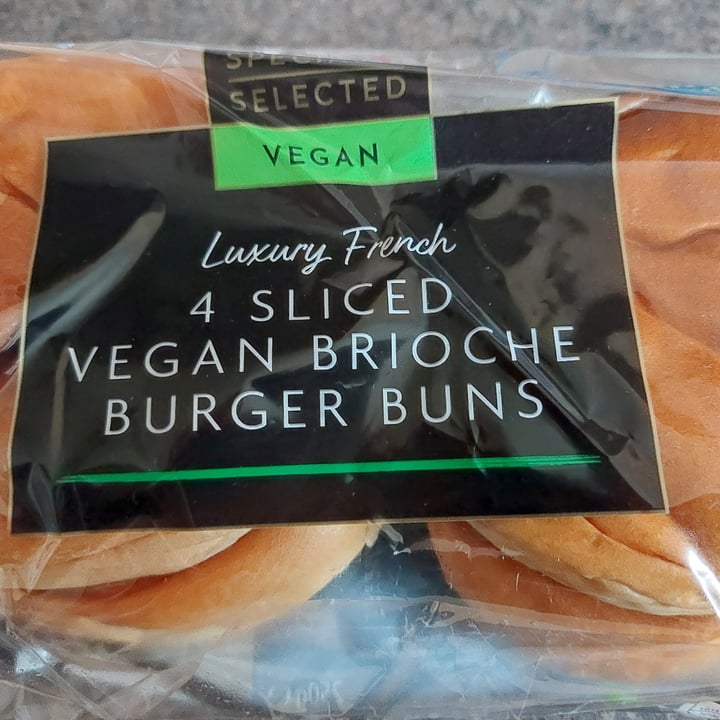 SELECTED
VEGAN
Luxury French
4 SLICED
VEGAN BRIOCHE
BURGER BUNS